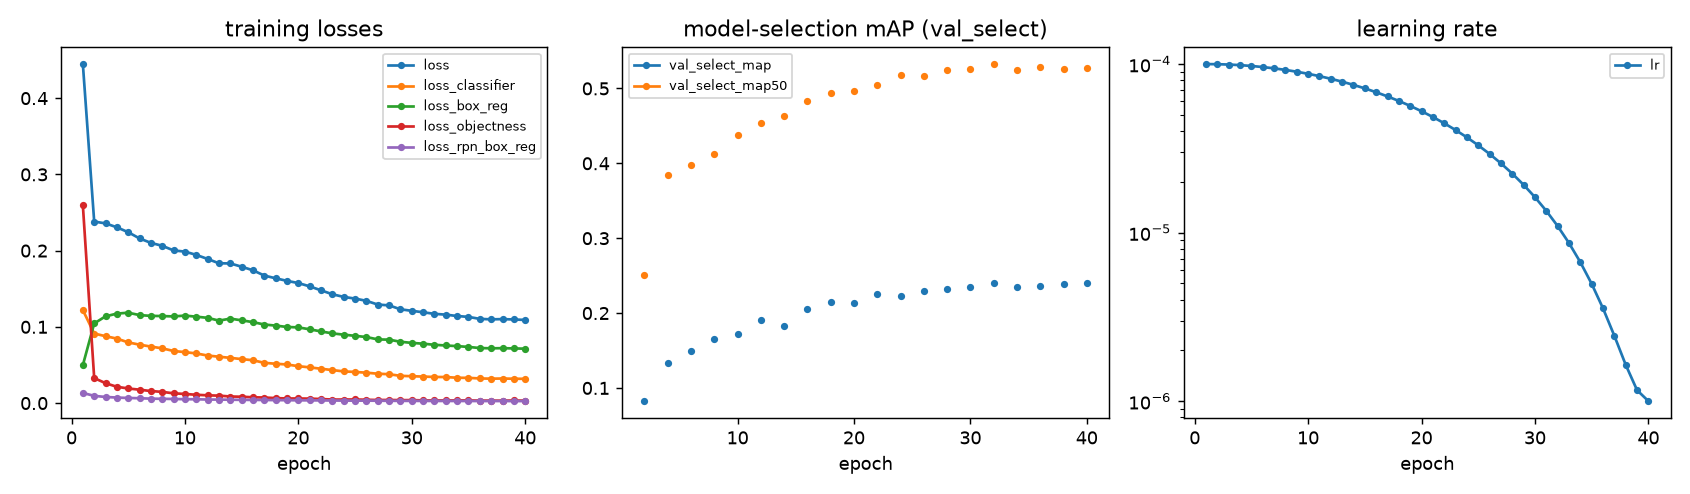 training losses
loss
loss_classifier
loss_box_reg
loss_objectness
loss_rpn_box_reg
0.4
0.3
0.2
0.1
0.0
0 10 20 30 40
epoch
model-selection mAP (val_select)
val_select_map
val_select_map50
0.5
0.4
0.3
0.2
0.1
10 20 30 40
epoch
learning rate
lr
10⁻⁴
10⁻⁵
10⁻⁶
0 10 20 30 40
epoch